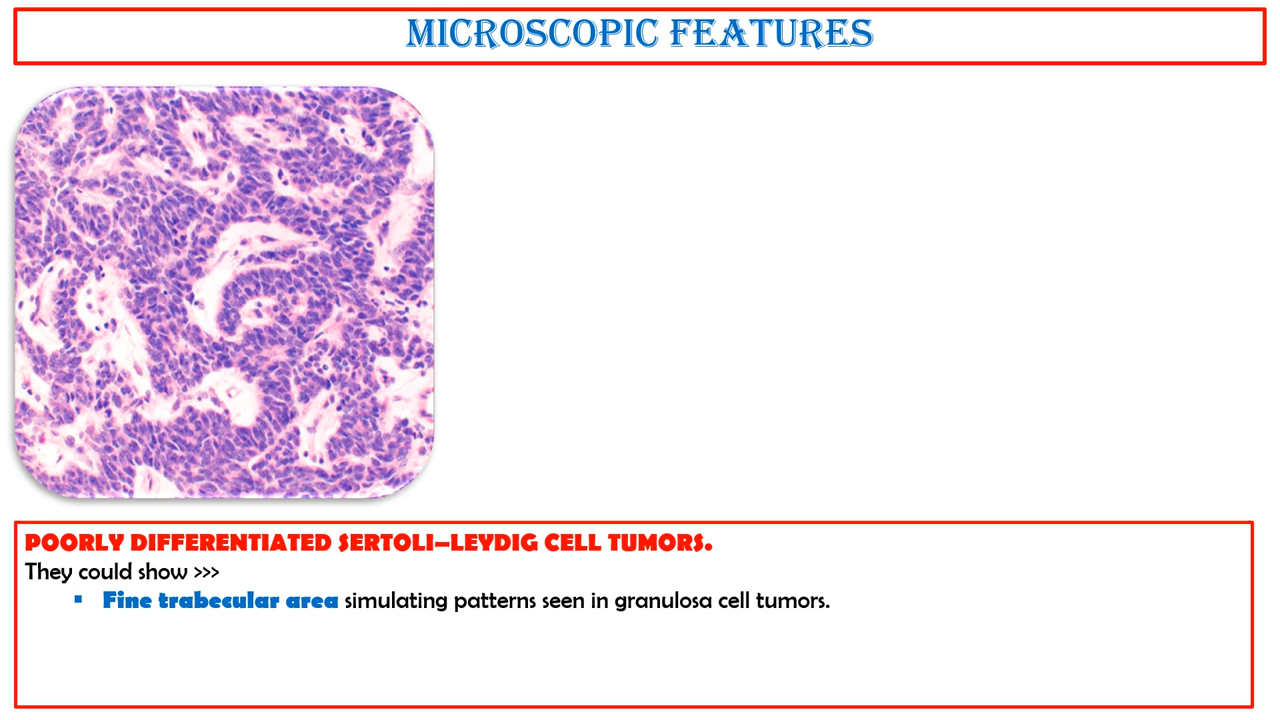 MICROSCOPIC FEATURES
POORLY DIFFERENTIATED SERTOLI–LEYDIG CELL TUMORS.
They could show >>>
▪ Fine trabecular area simulating patterns seen in granulosa cell tumors.